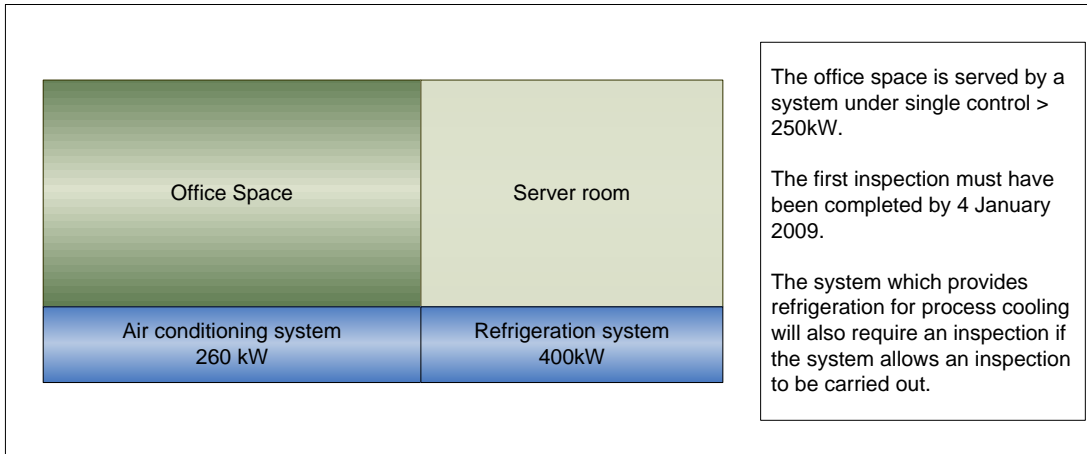 Office Space
Server room
Air conditioning system
260 kW
Refrigeration system
400kW
The office space is served by a
system under single control >
250kW.
The first inspection must have
been completed by 4 January
2009.
The system which provides
refrigeration for process cooling
will also require an inspection if
the system allows an inspection
to be carried out.